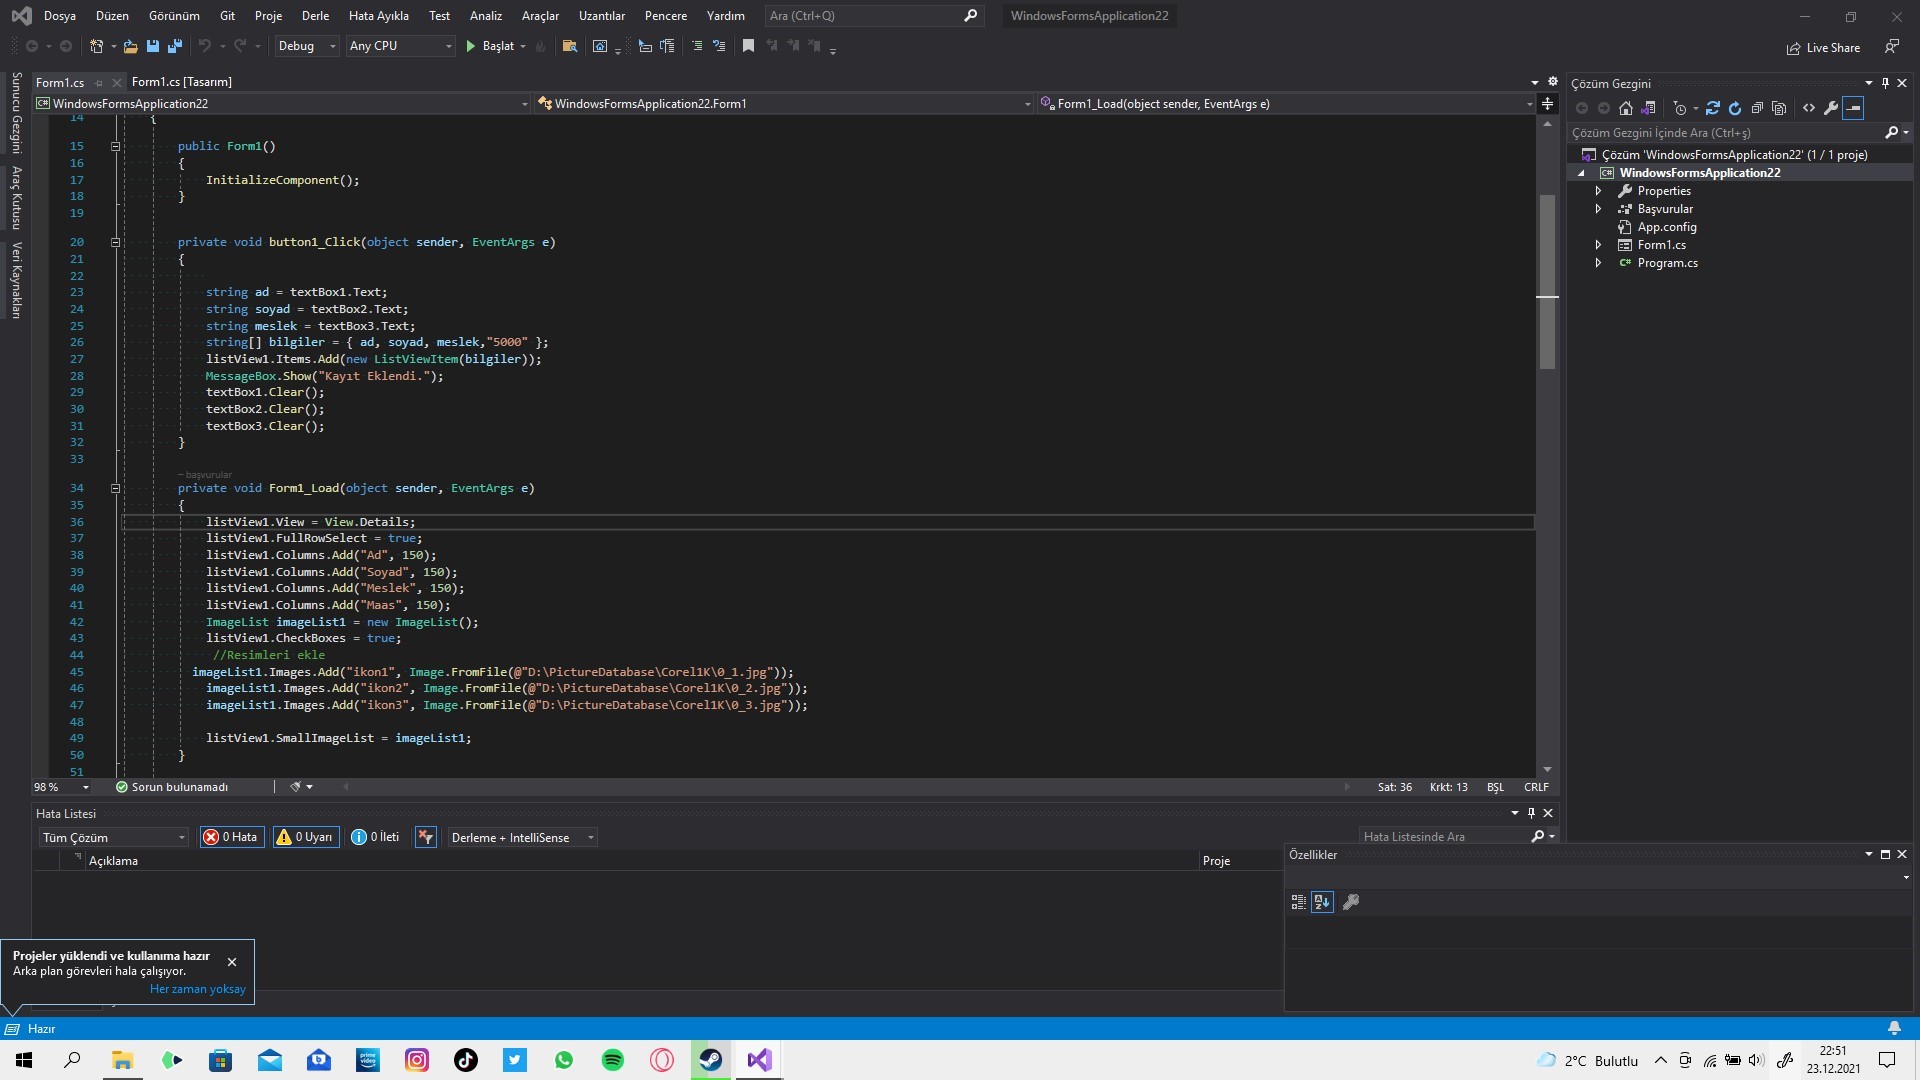 Dosya Düzen Görünüm Git Proje Derle Hata Ayıkla Test Analiz Araçlar Uzantılar Pencere Yardım Ara (Ctrl+Q) WindowsFormsApplication22
Debug Any CPU Başlat Live Share
Sunucu Gezgini
Araç Kutusu
Veri Kaynakları
Form1.cs Form1.cs [Tasarım]
WindowsFormsApplication22 WindowsFormsApplication22.Form1 Form1_Load(object sender, EventArgs e)
14 {
15 public Form1()
16 {
17 InitializeComponent();
18 }
19
20 private void button1_Click(object sender, EventArgs e)
21 {
22
23 string ad = textBox1.Text;
24 string soyad = textBox2.Text;
25 string meslek = textBox3.Text;
26 string[] bilgiler = { ad, soyad, meslek,"5000" };
27 listView1.Items.Add(new ListViewItem(bilgiler));
28 MessageBox.Show("Kayıt Eklendi.");
29 textBox1.Clear();
30 textBox2.Clear();
31 textBox3.Clear();
32 }
33
– başvurular
34 private void Form1_Load(object sender, EventArgs e)
35 {
36 listView1.View = View.Details;
37 listView1.FullRowSelect = true;
38 listView1.Columns.Add("Ad", 150);
39 listView1.Columns.Add("Soyad", 150);
40 listView1.Columns.Add("Meslek", 150);
41 listView1.Columns.Add("Maas", 150);
42 ImageList imageList1 = new ImageList();
43 listView1.CheckBoxes = true;
44 //Resimleri ekle
45 imageList1.Images.Add("ikon1", Image.FromFile(@"D:\PictureDatabase\Corel1K\0_1.jpg"));
46 imageList1.Images.Add("ikon2", Image.FromFile(@"D:\PictureDatabase\Corel1K\0_2.jpg"));
47 imageList1.Images.Add("ikon3", Image.FromFile(@"D:\PictureDatabase\Corel1K\0_3.jpg"));
48
49 listView1.SmallImageList = imageList1;
50 }
51
98 % Sorun bulunamadı Sat: 36 Krkt: 13 BŞL CRLF
Çözüm Gezgini
Çözüm Gezgini İçinde Ara (Ctrl+ş)
Çözüm 'WindowsFormsApplication22' (1 / 1 proje)
C# WindowsFormsApplication22
Properties
Başvurular
App.config
Form1.cs
C# Program.cs
Hata Listesi
Tüm Çözüm 0 Hata 0 Uyarı 0 İleti Derleme + IntelliSense Hata Listesinde Ara
Açıklama Proje
Özellikler
Projeler yüklendi ve kullanıma hazır
Arka plan görevleri hala çalışıyor.
Her zaman yoksay
Hazır
prime video
2°C Bulutlu
22:51
23.12.2021